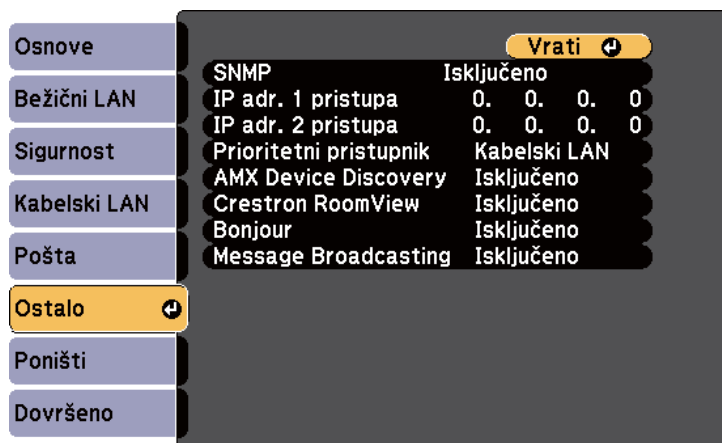 Osnove
Bežični LAN
Sigurnost
Kabelski LAN
Pošta
Ostalo
Poništi
Dovršeno
Vrati
SNMP Isključeno
IP adr. 1 pristupa 0. 0. 0. 0
IP adr. 2 pristupa 0. 0. 0. 0
Prioritetni pristupnik Kabelski LAN
AMX Device Discovery Isključeno
Crestron RoomView Isključeno
Bonjour Isključeno
Message Broadcasting Isključeno